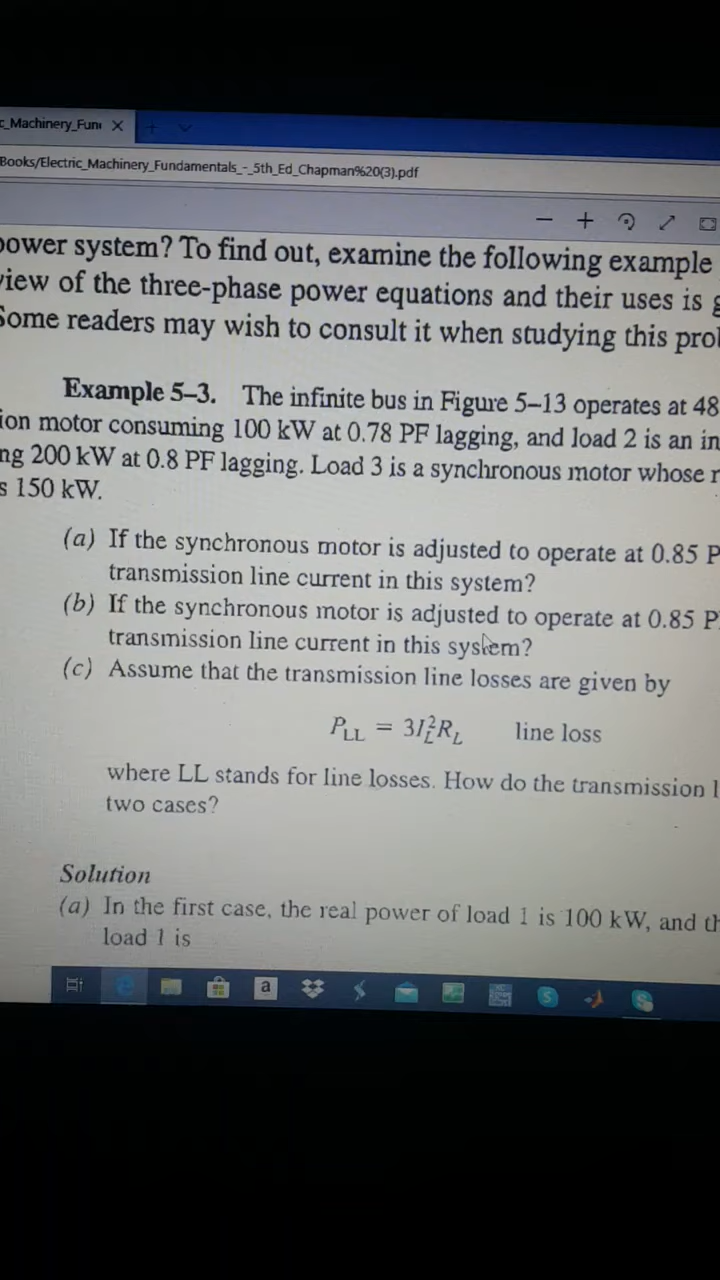 c_Machinery_Fun X
Books/Electric_Machinery_Fundamentals_-_5th_Ed_Chapman%20(3).pdf
power system? To find out, examine the following example
view of the three-phase power equations and their uses is g
Some readers may wish to consult it when studying this prob
Example 5–3. The infinite bus in Figure 5–13 operates at 48
ion motor consuming 100 kW at 0.78 PF lagging, and load 2 is an in
ng 200 kW at 0.8 PF lagging. Load 3 is a synchronous motor whose r
s 150 kW.
(a) If the synchronous motor is adjusted to operate at 0.85 P
transmission line current in this system?
(b) If the synchronous motor is adjusted to operate at 0.85 P
transmission line current in this system?
(c) Assume that the transmission line losses are given by
P_LL = 3I_L^2R_L line loss
where LL stands for line losses. How do the transmission l
two cases?
Solution
(a) In the first case, the real power of load 1 is 100 kW, and th
load 1 is